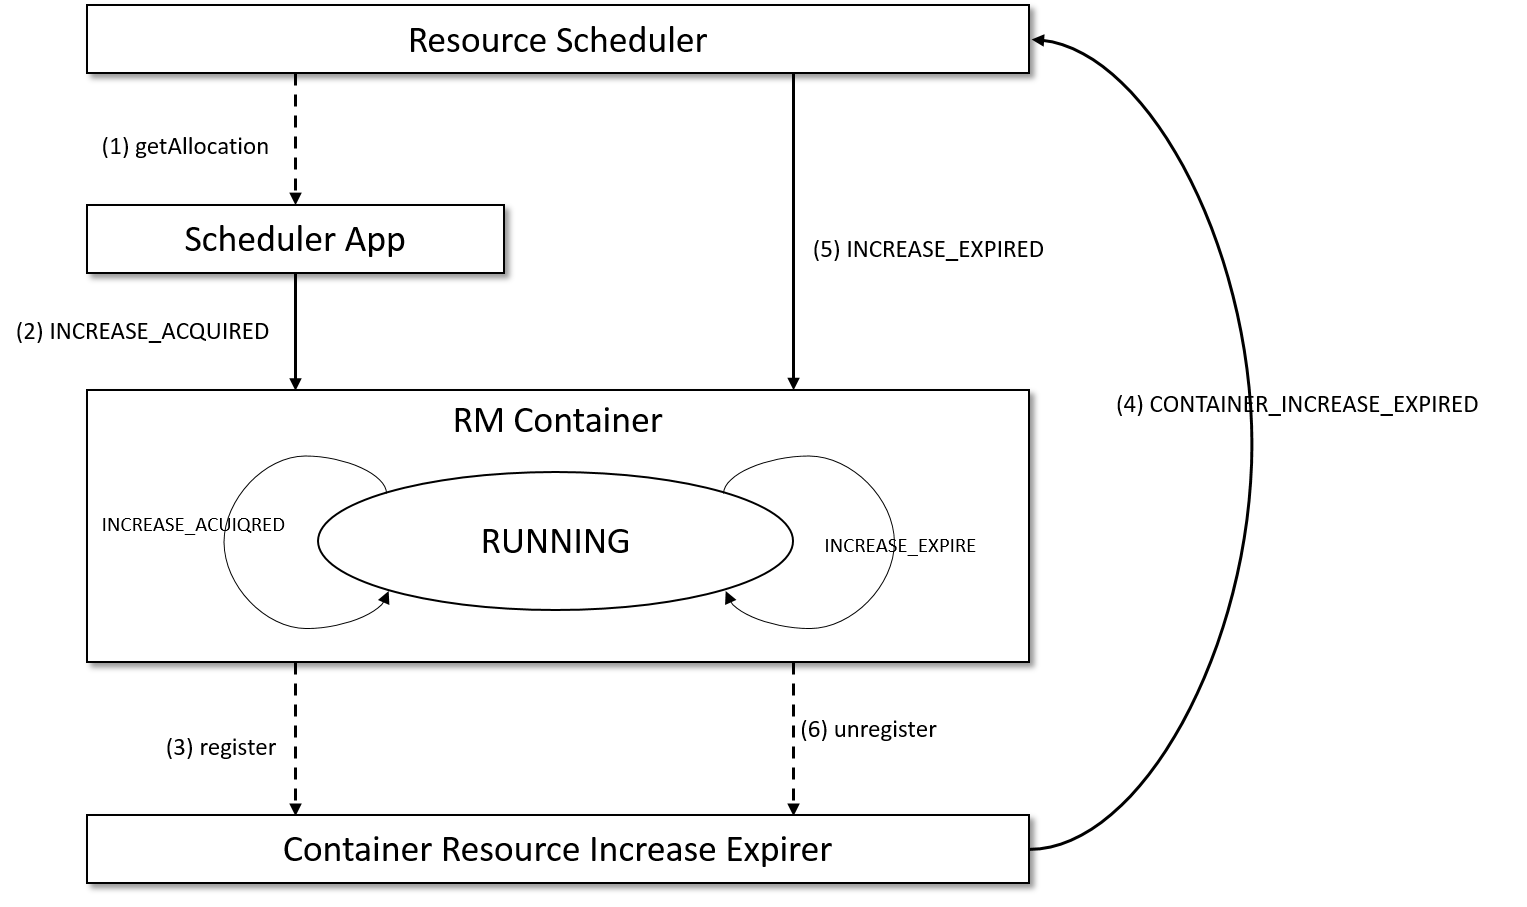 Resource Scheduler
(1) getAllocation
Scheduler App
(5) INCREASE_EXPIRED
(2) INCREASE_ACQUIRED
(4) CONTAINER_INCREASE_EXPIRED
RM Container
INCREASE_ACUIQRED
RUNNING
INCREASE_EXPIRE
(3) register
(6) unregister
Container Resource Increase Expirer